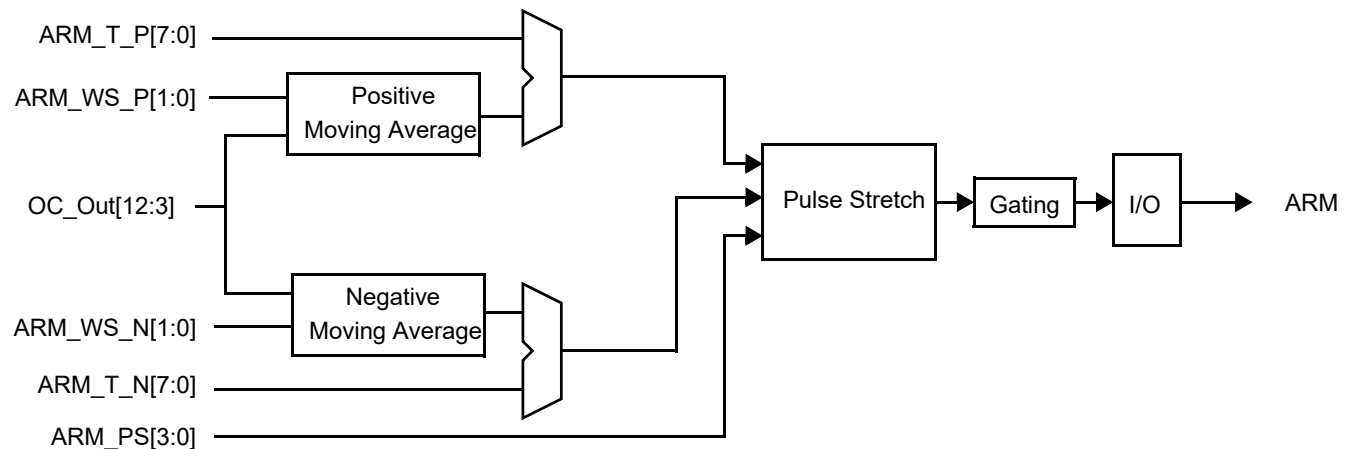 ARM_T_P[7:0]
ARM_WS_P[1:0]
Positive
Moving Average
OC_Out[12:3]
Pulse Stretch
Gating
I/O
ARM
Negative
Moving Average
ARM_WS_N[1:0]
ARM_T_N[7:0]
ARM_PS[3:0]